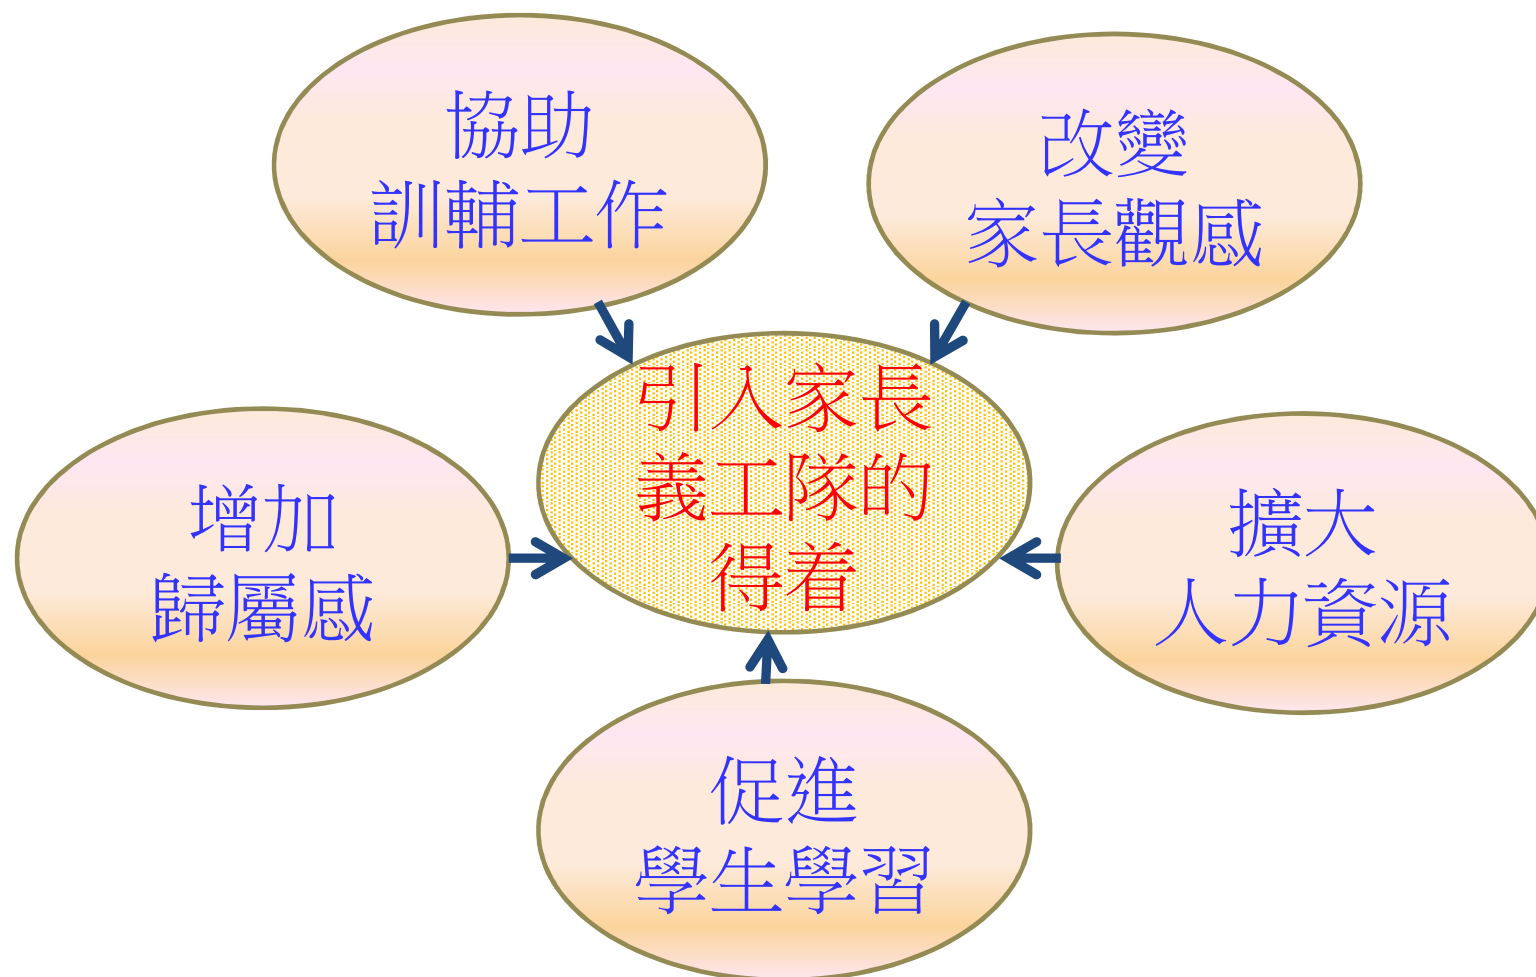 協助
訓輔工作
改變
家長觀感
引入家長
義工隊的
得着
增加
歸屬感
擴大
人力資源
促進
學生學習